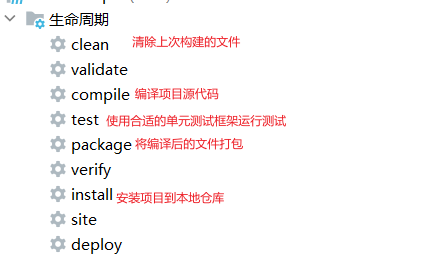 生命周期
clean 清除上次构建的文件
validate
compile 编译项目源代码
test 使用合适的单元测试框架运行测试
package 将编译后的文件打包
verify
install 安装项目到本地仓库
site
deploy